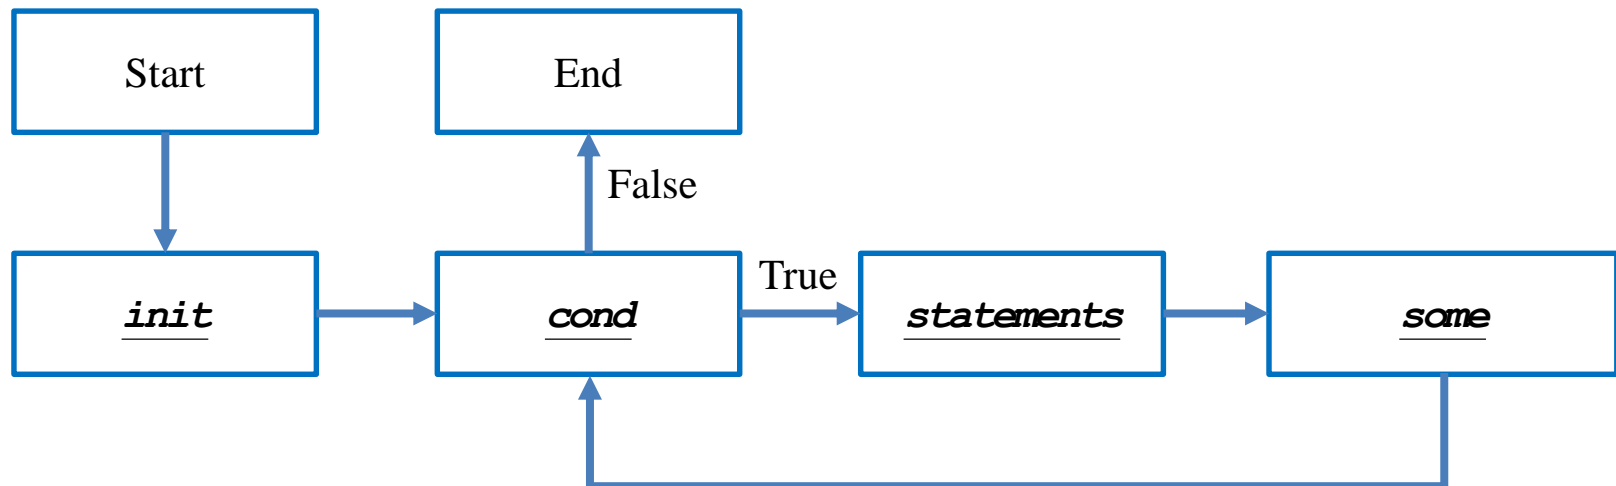 Start
End
False
True
init
cond
statements
some